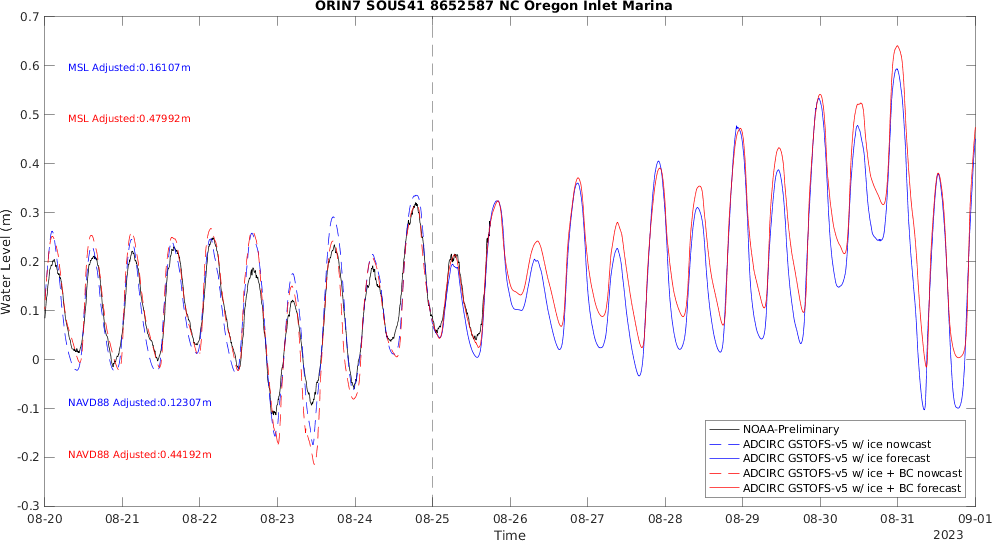 ORIN7 SOUS41 8652587 NC Oregon Inlet Marina
0.7
0.6
0.5
0.4
0.3
0.2
0.1
0
-0.1
-0.2
-0.3
Water Level (m)
MSL Adjusted:0.16107m
MSL Adjusted:0.47992m
NAVD88 Adjusted:0.12307m
NAVD88 Adjusted:0.44192m
NOAA-Preliminary
ADCIRC GSTOFS-v5 w/ ice nowcast
ADCIRC GSTOFS-v5 w/ ice forecast
ADCIRC GSTOFS-v5 w/ ice + BC nowcast
ADCIRC GSTOFS-v5 w/ ice + BC forecast
08-20 08-21 08-22 08-23 08-24 08-25 08-26 08-27 08-28 08-29 08-30 08-31 09-01
Time
2023